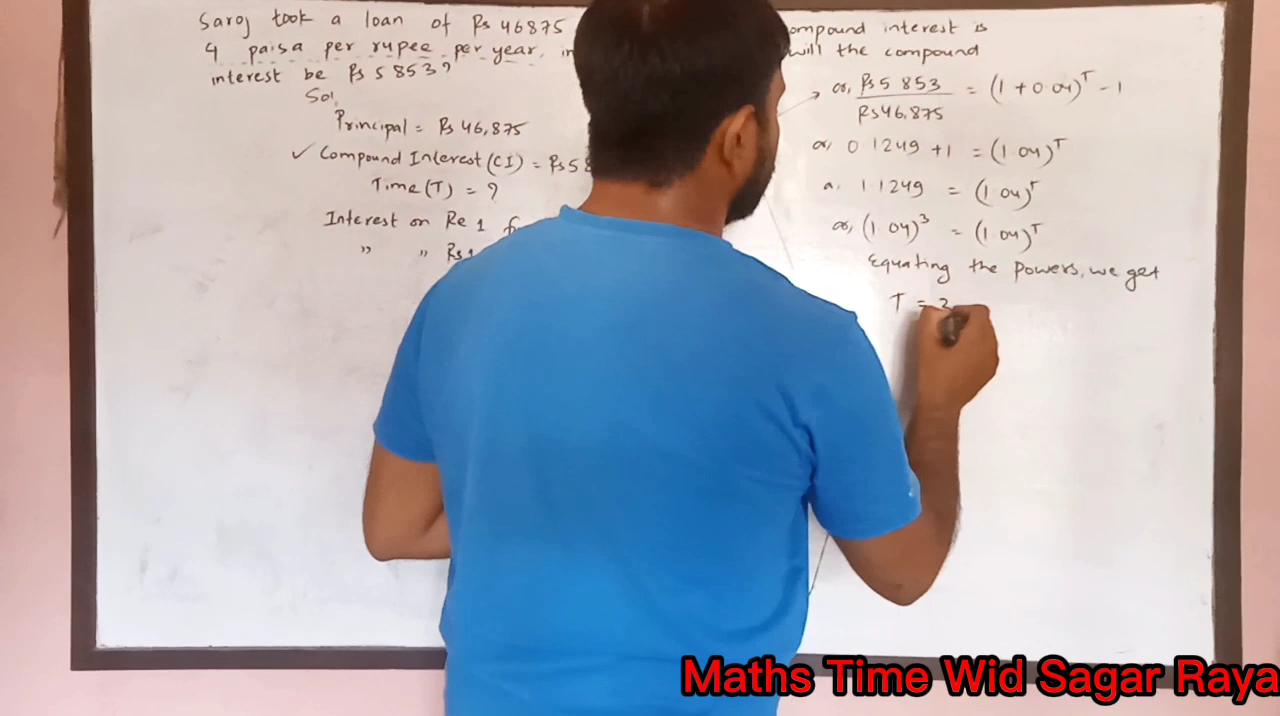 Saroj took a loan of Rs 46875 ompound interest is
4 paisa per rupee per year, in will the compound
interest be Rs 5853?
Sol,
Principal = Rs 46,875
✓ Compound Interest (CI) = Rs 5
Time (T) = ?
Interest on Re 1
" " Rs
or, Rs 5 853 / Rs 46,875 = (1 + 0 04)^T - 1
or, 0 1249 + 1 = (1 04)^T
or, 1 1249 = (1 04)^T
or, (1 04)^3 = (1 04)^T
Equating the powers, we get
T = 3
Maths Time Wid Sagar Raya